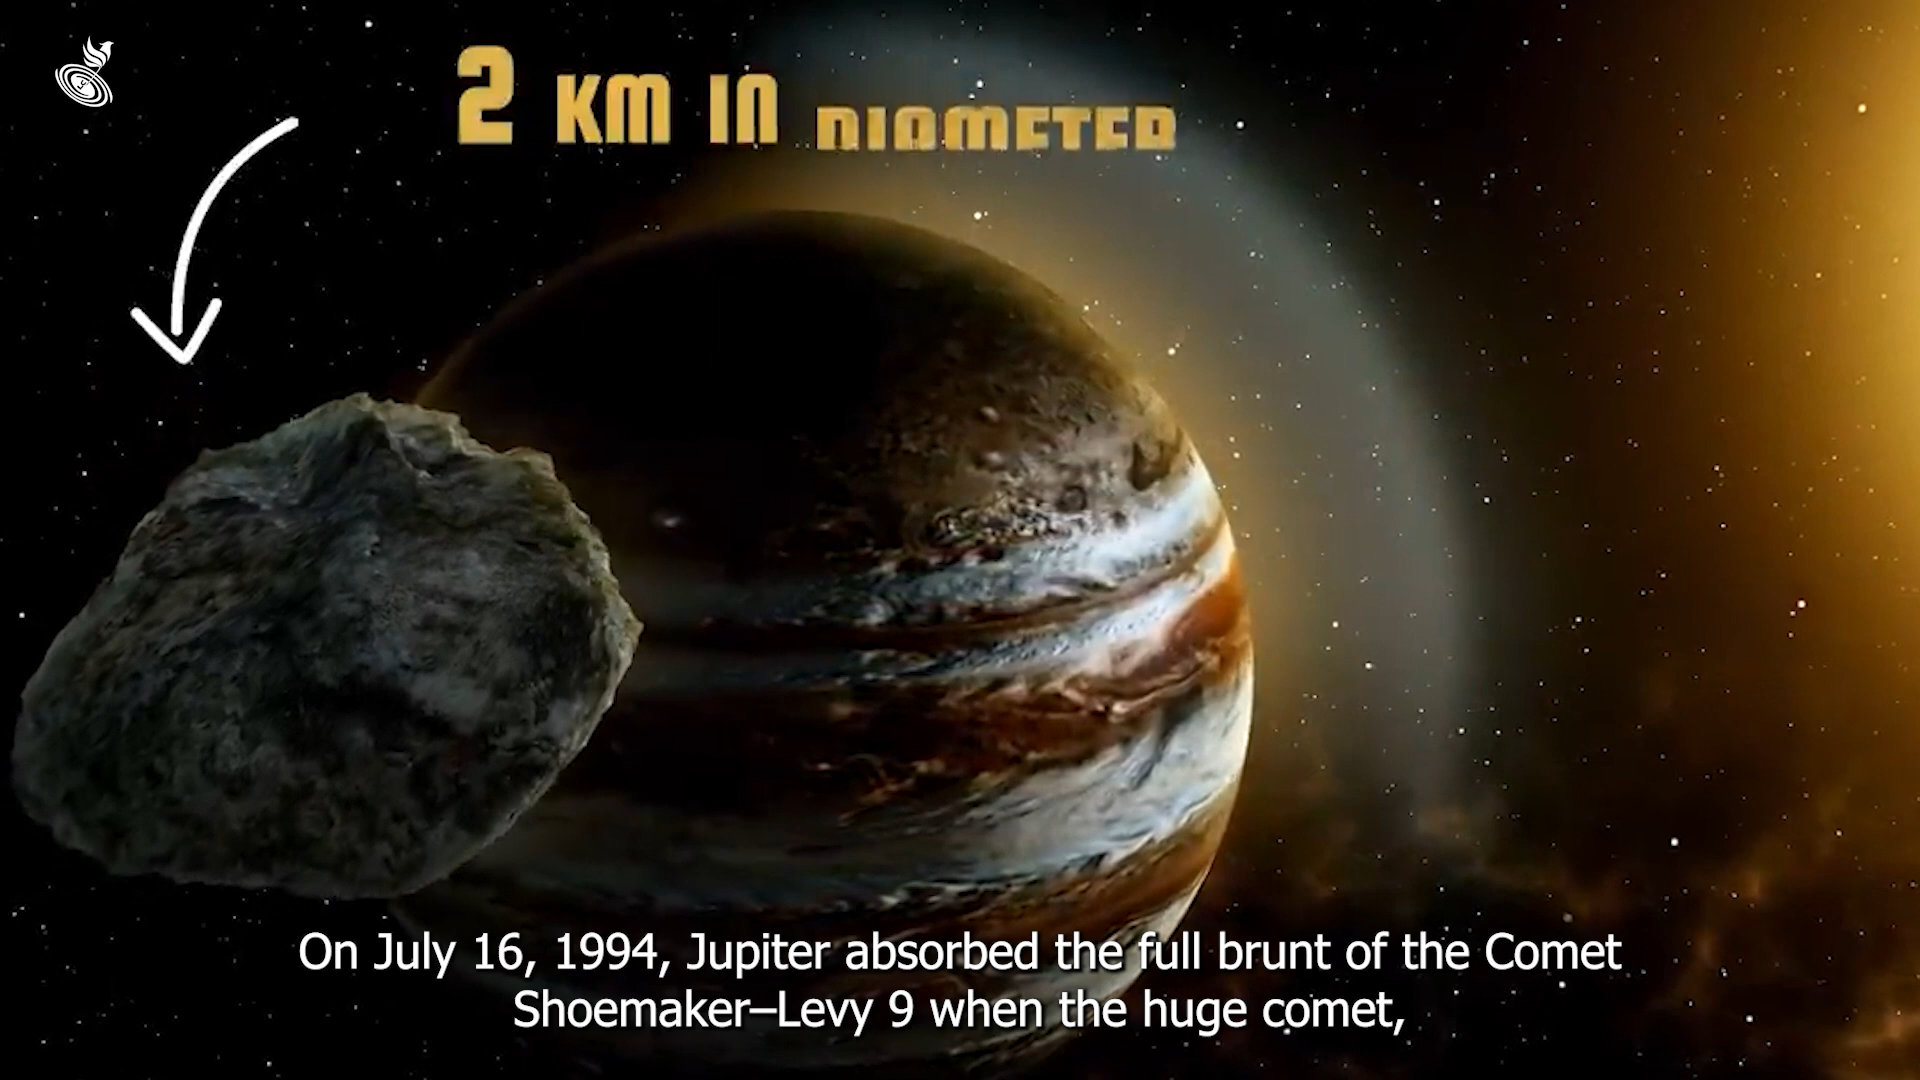 2 KM IN DIAMETER
On July 16, 1994, Jupiter absorbed the full brunt of the Comet
Shoemaker–Levy 9 when the huge comet,